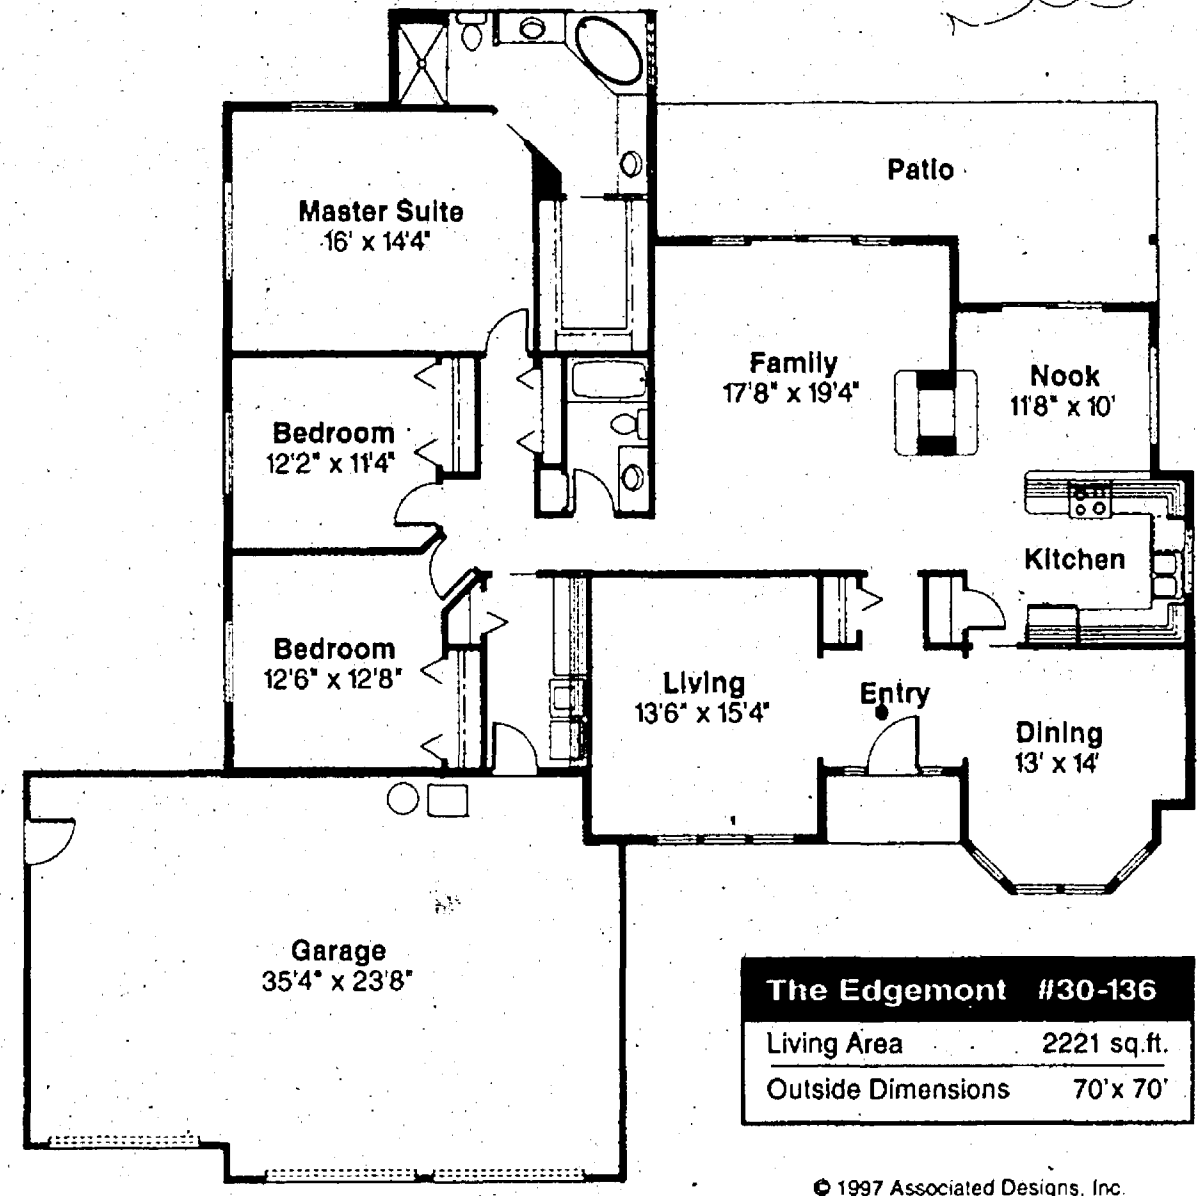 Patio
Master Suite
16' x 14'4"
Family
17'8" x 19'4"
Nook
11'8" x 10'
Bedroom
12'2" x 11'4"
Kitchen
Bedroom
12'6" x 12'8"
Living
13'6" x 15'4"
Entry
Dining
13' x 14'
Garage
35'4" x 23'8"
The Edgemont #30-136
Living Area 2221 sq.ft.
Outside Dimensions 70' x 70'
© 1997 Associated Designs, Inc.